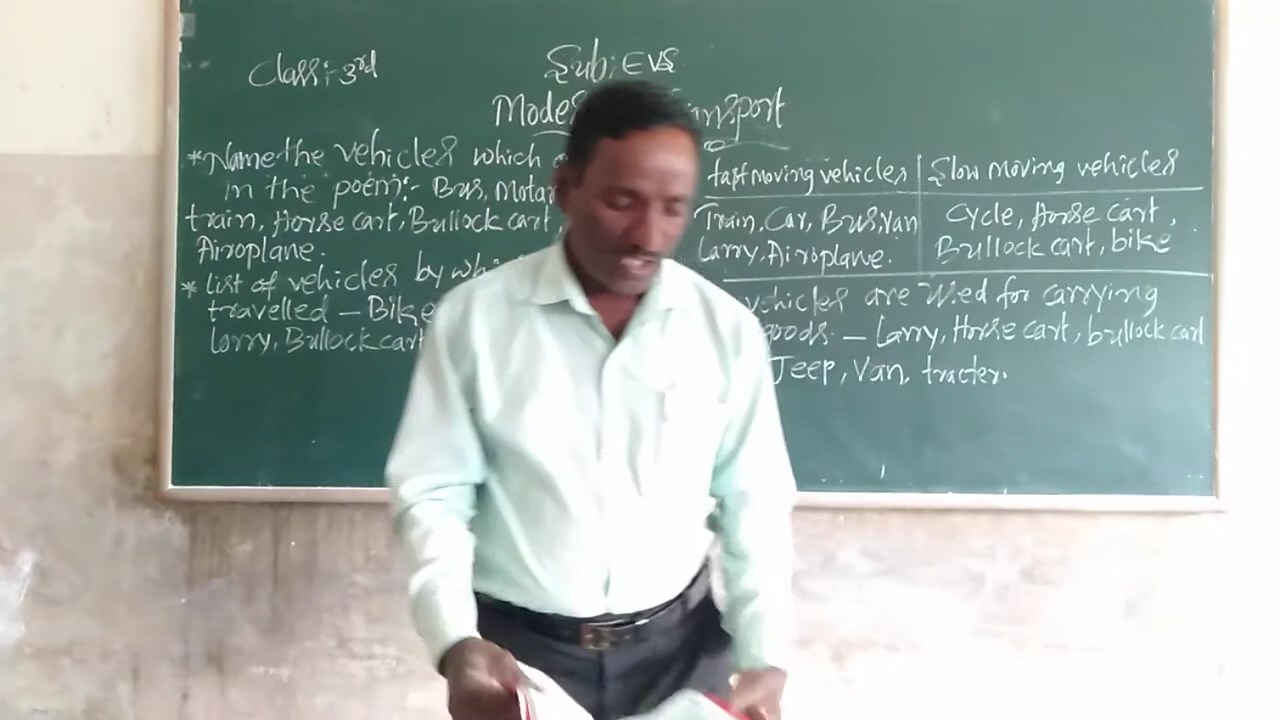 Class:- 3rd
Sub: EVS
Modes Transport
* Name the vehicles which
in the poem:- Bus, Motar
train, Horse cart, Bullock cart,
Airoplane.
* List of vehicles by
travelled - Bike
lorry, Bullock cart
fast moving vehicles | Slow moving vehicles
Train, Car, Bus, Van | Cycle, Horse cart,
Larry, Airoplane. | Bullock cart, bike
vehicles are Used for carrying
goods. - Larry, Horse cart, bullock cart
Jeep, Van, tracter.